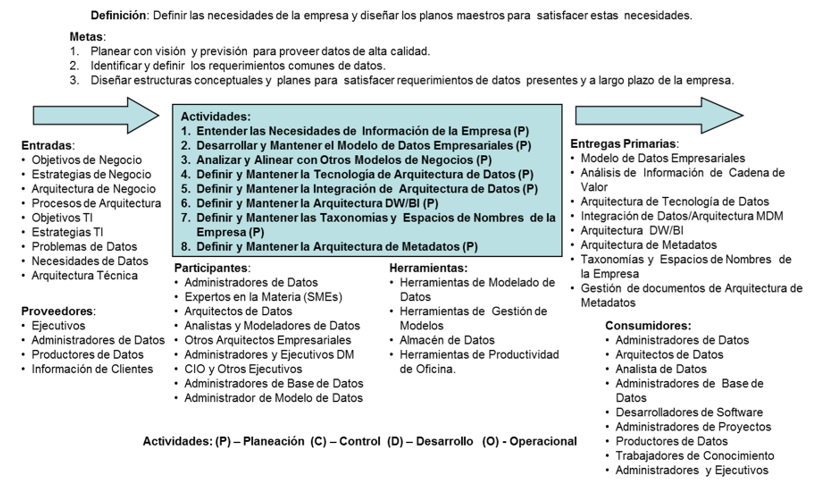 Definición: Definir las necesidades de la empresa y diseñar los planos maestros para satisfacer estas necesidades.
Metas:
1. Planear con visión y previsión para proveer datos de alta calidad.
2. Identificar y definir los requerimientos comunes de datos.
3. Diseñar estructuras conceptuales y planes para satisfacer requerimientos de datos presentes y a largo plazo de la empresa.
Entradas:
• Objetivos de Negocio
• Estrategias de Negocio
• Arquitectura de Negocio
• Procesos de Arquitectura
• Objetivos TI
• Estrategias TI
• Problemas de Datos
• Necesidades de Datos
• Arquitectura Técnica
Proveedores:
• Ejecutivos
• Administradores de Datos
• Productores de Datos
• Información de Clientes
Actividades:
1. Entender las Necesidades de Información de la Empresa (P)
2. Desarrollar y Mantener el Modelo de Datos Empresariales (P)
3. Analizar y Alinear con Otros Modelos de Negocios (P)
4. Definir y Mantener la Tecnologia de Arquitectura de Datos (P)
5. Definir y Mantener la Integración de Arquitectura de Datos (P)
6. Definir y Mantener la Arquitectura DW/BI (P)
7. Definir y Mantener las Taxonomías y Espacios de Nombres de la
Empresa (P)
8. Definir y Mantener la Arquitectura de Metadatos (P)
Participantes:
• Administradores de Datos
• Expertos en la Materia (SMEs)
• Arquitectos de Datos
• Analistas y Modeladores de Datos
• Otros Arquitectos Empresariales
• Administradores y Ejecutivos DM
• CIO y Otros Ejecutivos
• Administradores de Base de Datos
• Administrador de Modelo de Datos
Herramientas:
• Herramientas de Modelado de
Datos
• Herramientas de Gestión de
Modelos
• Almacén de Datos
• Herramientas de Productividad
de Oficina.
Entregas Primarias:
• Modelo de Datos Empresariales
• Análisis de Información de Cadena de
Valor
• Arquitectura de Tecnología de Datos
• Integración de Datos/Arquitectura MDM
• Arquitectura DW/BI
• Arquitectura de Metadatos
• Taxonomías y Espacios de Nombres de
la Empresa
• Gestión de documentos de Arquitectura de
Metadatos
Consumidores:
• Administradores de Datos
• Arquitectos de Datos
• Analista de Datos
• Administradores de Base de
Datos
• Desarrolladores de Software
• Administradores de Proyectos
• Productores de Datos
• Trabajadores de Conocimiento
• Administradores y Ejecutivos
Actividades: (P) – Planeación (C) – Control (D) – Desarrollo (O) - Operacional